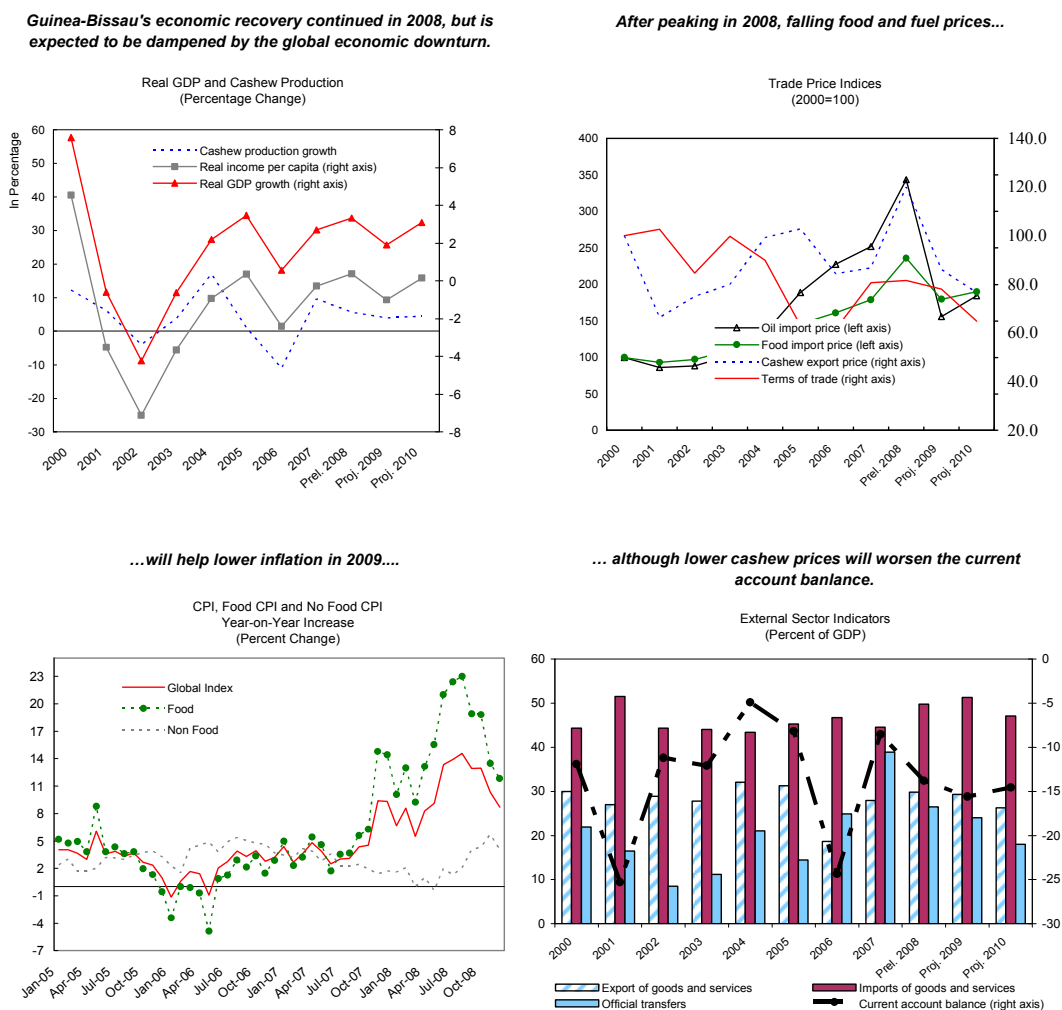 Guinea-Bissau's economic recovery continued in 2008, but is
expected to be dampened by the global economic downturn.
Real GDP and Cashew Production
(Percentage Change)
In Percentage
60
50
40
30
20
10
0
-10
-20
-30
8
6
4
2
0
-2
-4
-6
-8
Cashew production growth
Real income per capita (right axis)
Real GDP growth (right axis)
2000
2001
2002
2003
2004
2005
2006
2007
Prel. 2008
Proj. 2009
Proj. 2010
After peaking in 2008, falling food and fuel prices...
Trade Price Indices
(2000=100)
400
350
300
250
200
150
100
50
0
140.0
120.0
100.0
80.0
60.0
40.0
20.0
Oil import price (left axis)
Food import price (left axis)
Cashew export price (right axis)
Terms of trade (right axis)
2000
2001
2002
2003
2004
2005
2006
2007
Prel. 2008
Proj. 2009
Proj. 2010
…will help lower inflation in 2009....
CPI, Food CPI and No Food CPI
Year-on-Year Increase
(Percent Change)
23
19
14
11
8
5
2
-1
-4
-7
Global Index
Food
Non Food
Jan-05
Apr-05
Jul-05
Oct-05
Jan-06
Apr-06
Jul-06
Oct-06
Jan-07
Apr-07
Jul-07
Oct-07
Jan-08
Apr-08
Jul-08
Oct-08
… although lower cashew prices will worsen the current
account banlance.
External Sector Indicators
(Percent of GDP)
60
50
40
30
20
10
0
0
-5
-10
-15
-20
-25
-30
2000
2001
2002
2003
2004
2005
2006
2007
Prel. 2008
Proj. 2009
Proj. 2010
Export of goods and services
Imports of goods and services
Official transfers
Current account balance (right axis)